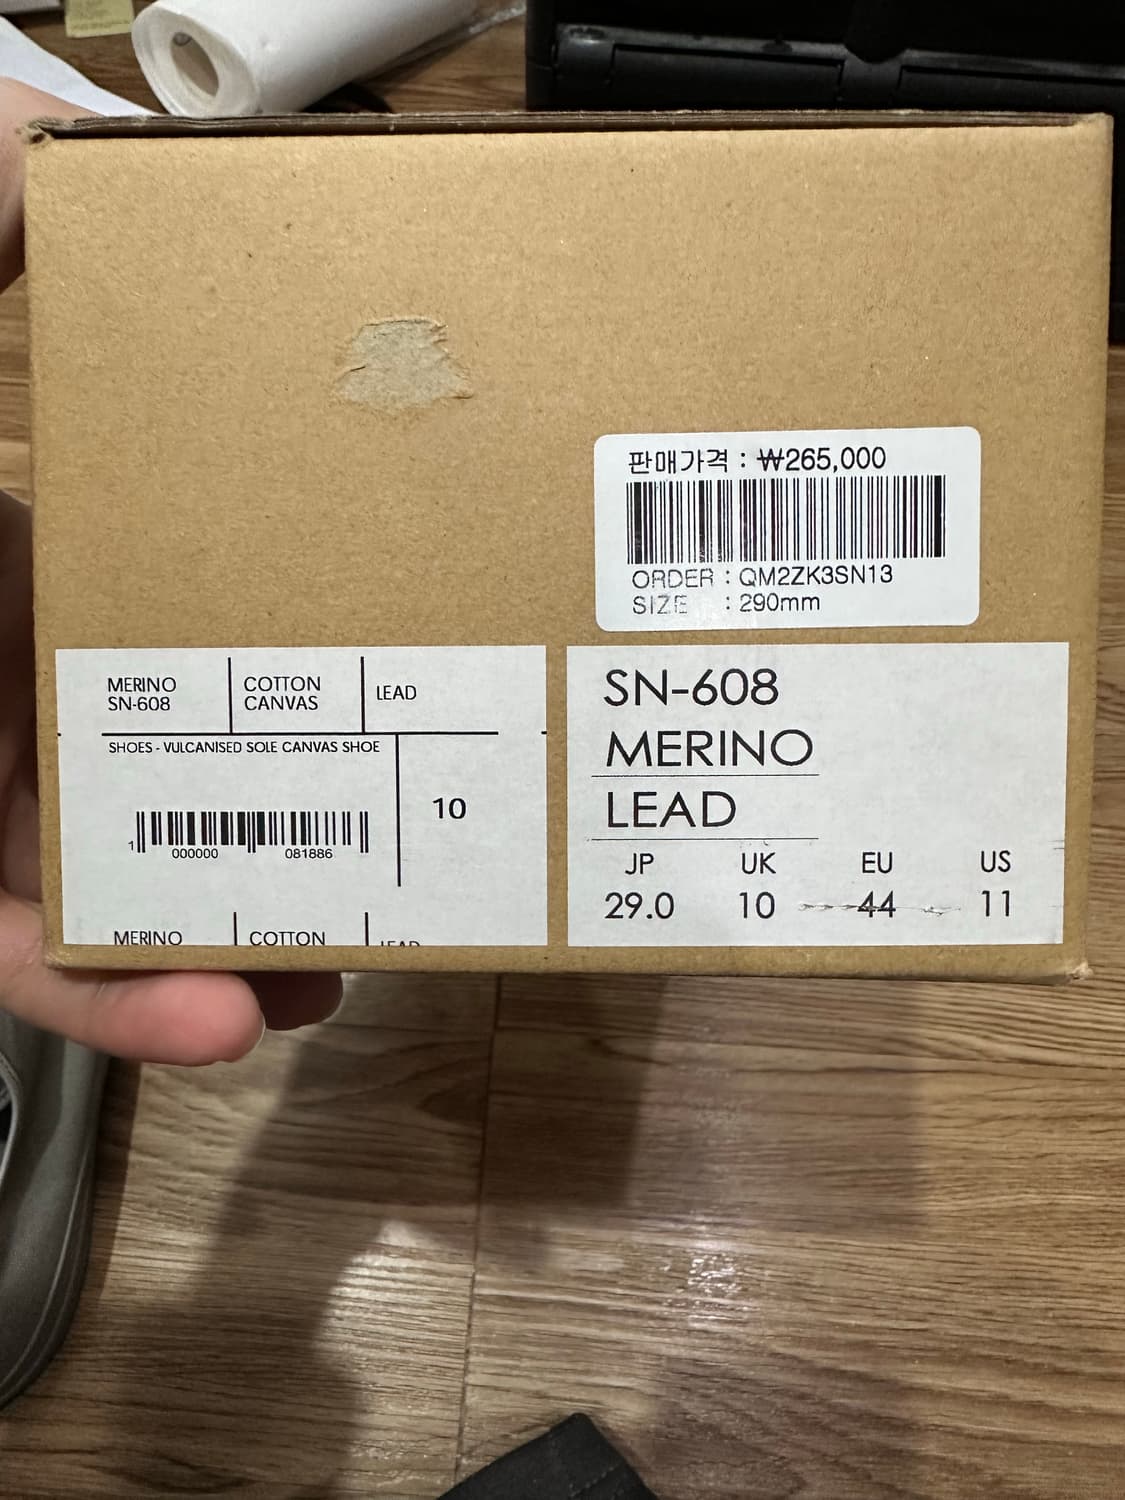 판매가격 : ₩265,000
ORDER : QM2ZK3SN13
SIZE : 290mm
MERINO SN-608
COTTON CANVAS
LEAD
SHOES - VULCANISED SOLE CANVAS SHOE
10
1 000000 081886
MERINO COTTON LEAD
SN-608
MERINO
LEAD
JP UK EU US
29.0 10 44 11